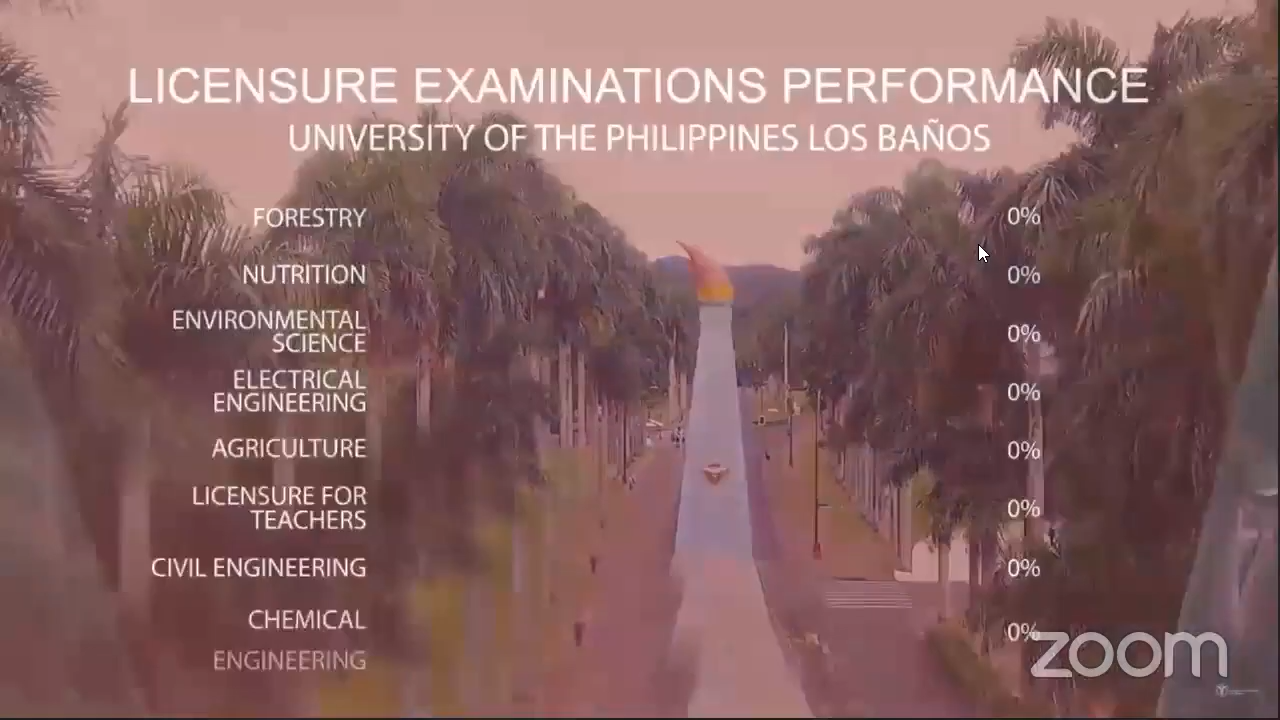 LICENSURE EXAMINATIONS PERFORMANCE
UNIVERSITY OF THE PHILIPPINES LOS BAÑOS
FORESTRY 0%
NUTRITION 0%
ENVIRONMENTAL
SCIENCE 0%
ELECTRICAL
ENGINEERING 0%
AGRICULTURE 0%
LICENSURE FOR
TEACHERS 0%
CIVIL ENGINEERING 0%
CHEMICAL
ENGINEERING 0%
zoom